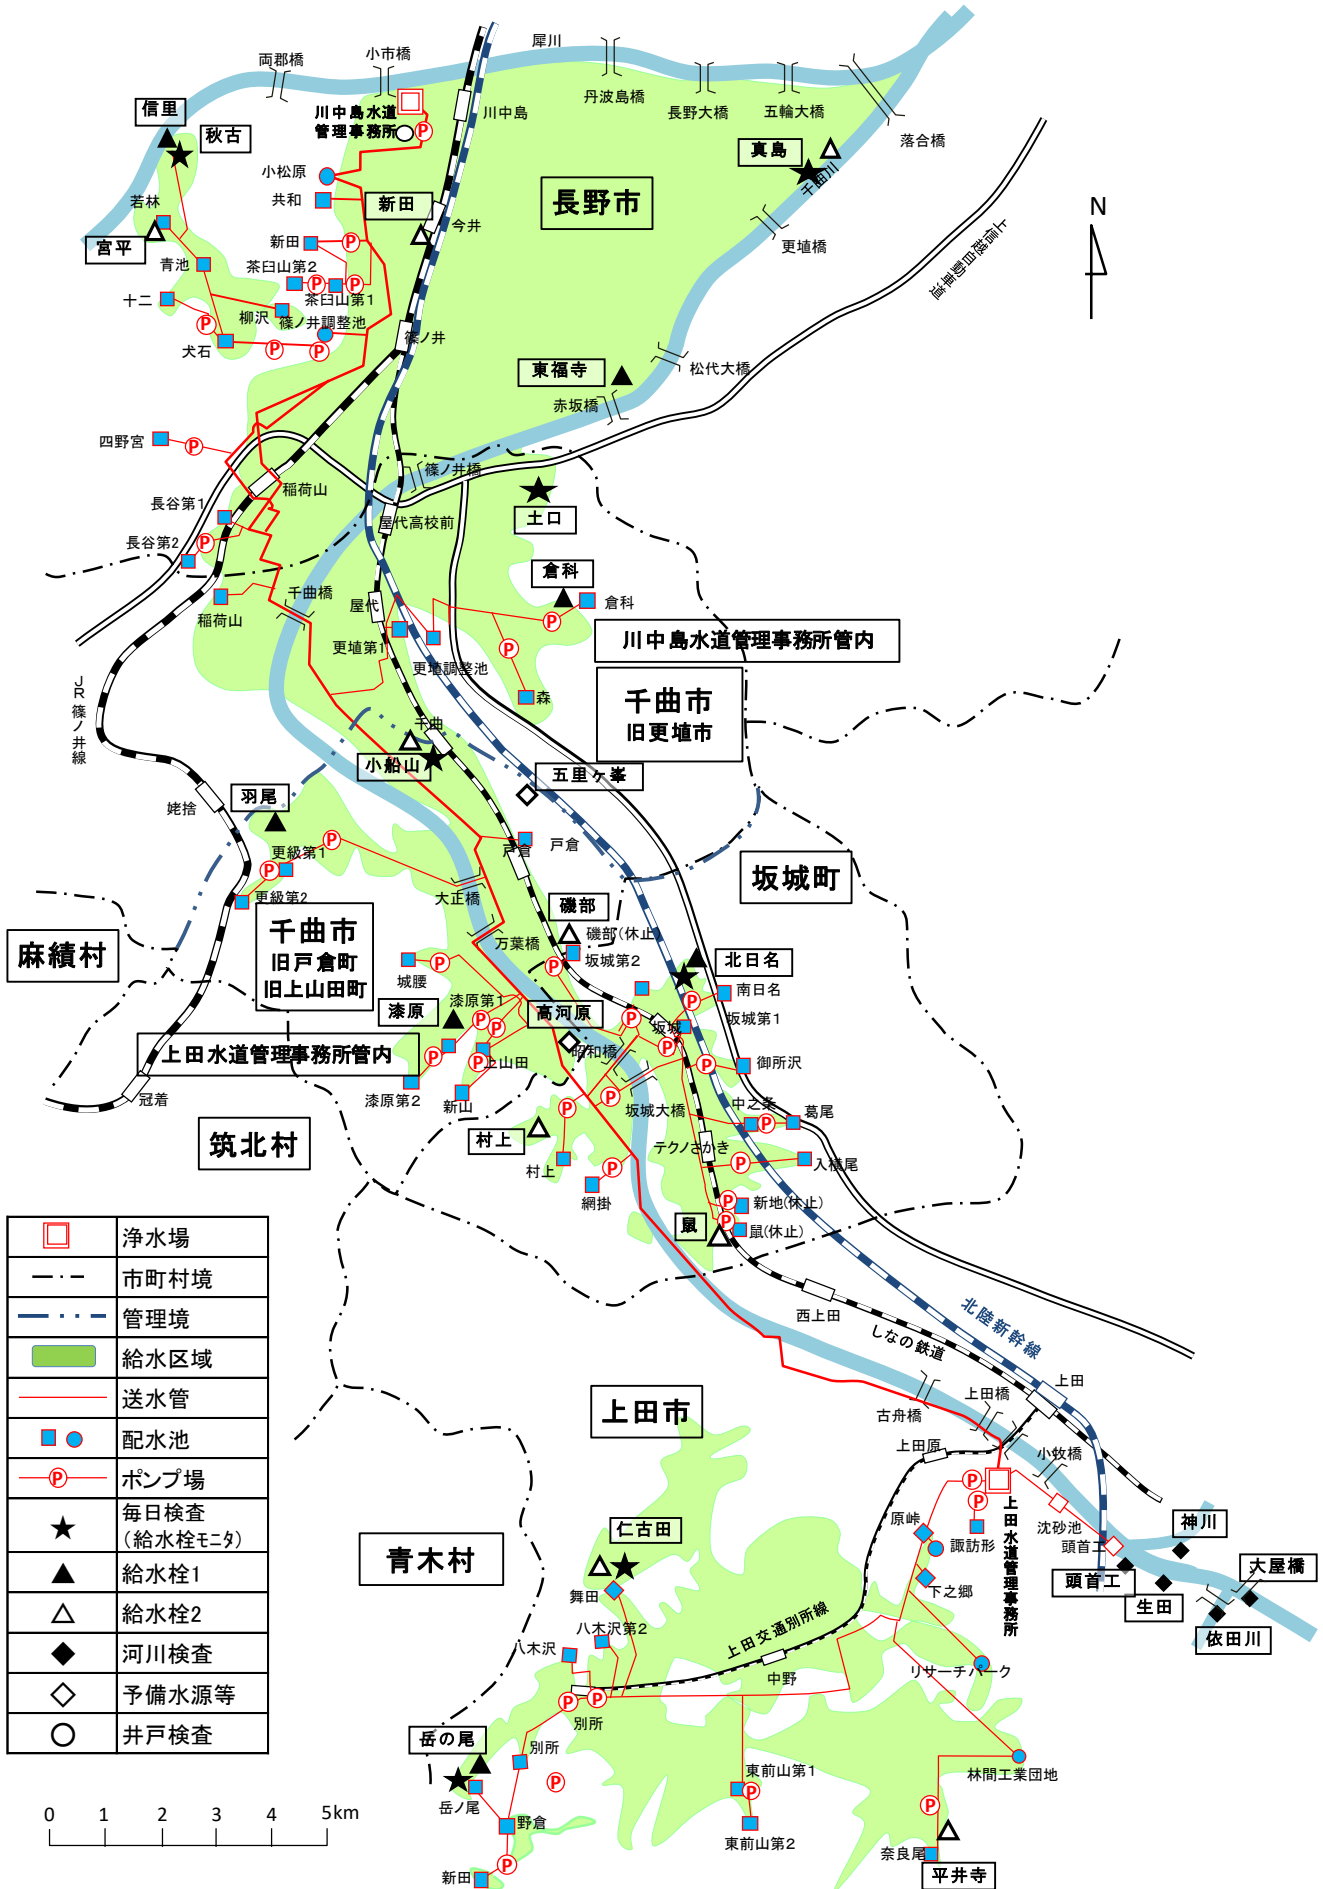 犀川
両郡橋
小市橋
丹波島橋
長野大橋
五輪大橋
落合橋
信里
秋古
川中島水道
管理事務所
P
川中島
真島
千曲川
小松原
共和
新田
今井
長野市
更埴橋
上信越自動車道
N
若林
宮平
新田
P
青池
茶臼山第2
P
P
茶臼山第1
十二
柳沢
篠ノ井調整池
P
犬石
P
P
篠ノ井
松代大橋
東福寺
赤坂橋
四野宮
P
稲荷山
篠ノ井橋
長谷第1
屋代高校前
土口
長谷第2
P
倉科
倉科
稲荷山
千曲橋
屋代
P
更埴第1
P
更埴調整池
川中島水道管理事務所管内
森
千曲市
旧更埴市
JR篠ノ井線
千曲
小船山
五里ヶ峯
姥捨
羽尾
更級第1
P
P
戸倉
戸倉
更級第2
坂城町
大正橋
磯部
麻績村
千曲市
旧戸倉町
旧上山田町
万葉橋
磯部(休止
坂城第2
P
北日名
城腰
P
南日名
漆原
漆原第1
P
P
高河原
P
P
坂城
坂城第1
上田水道管理事務所管内
P
P
上山田
昭和橋
P
P
御所沢
漆原第2
新山
P
坂城大橋
中之条
葛尾
P
冠着
筑北村
村上
P
テクノさかき
村上
P
P
入横尾
網掛
P
新地(休止)
鼠
P
鼠(休止)
浄水場
市町村境
管理境
給水区域
送水管
配水池
P
ポンプ場
毎日検査
(給水栓モニタ)
給水栓1
給水栓2
河川検査
予備水源等
井戸検査
0
1
2
3
4
5km
西上田
しなの鉄道
北陸新幹線
上田
上田市
古舟橋
上田橋
上田原
小牧橋
P
P
原峠
諏訪形
上田水道管理事務所
沈砂池
頭首工
神川
頭首工
大屋橋
生田
依田川
青木村
仁古田
舞田
下之郷
八木沢第2
八木沢
上田交通別所線
中野
リサーチパーク
P
P
別所
岳の尾
別所
P
東前山第1
P
林間工業団地
岳ノ尾
野倉
東前山第2
P
新田
P
奈良尾
平井寺